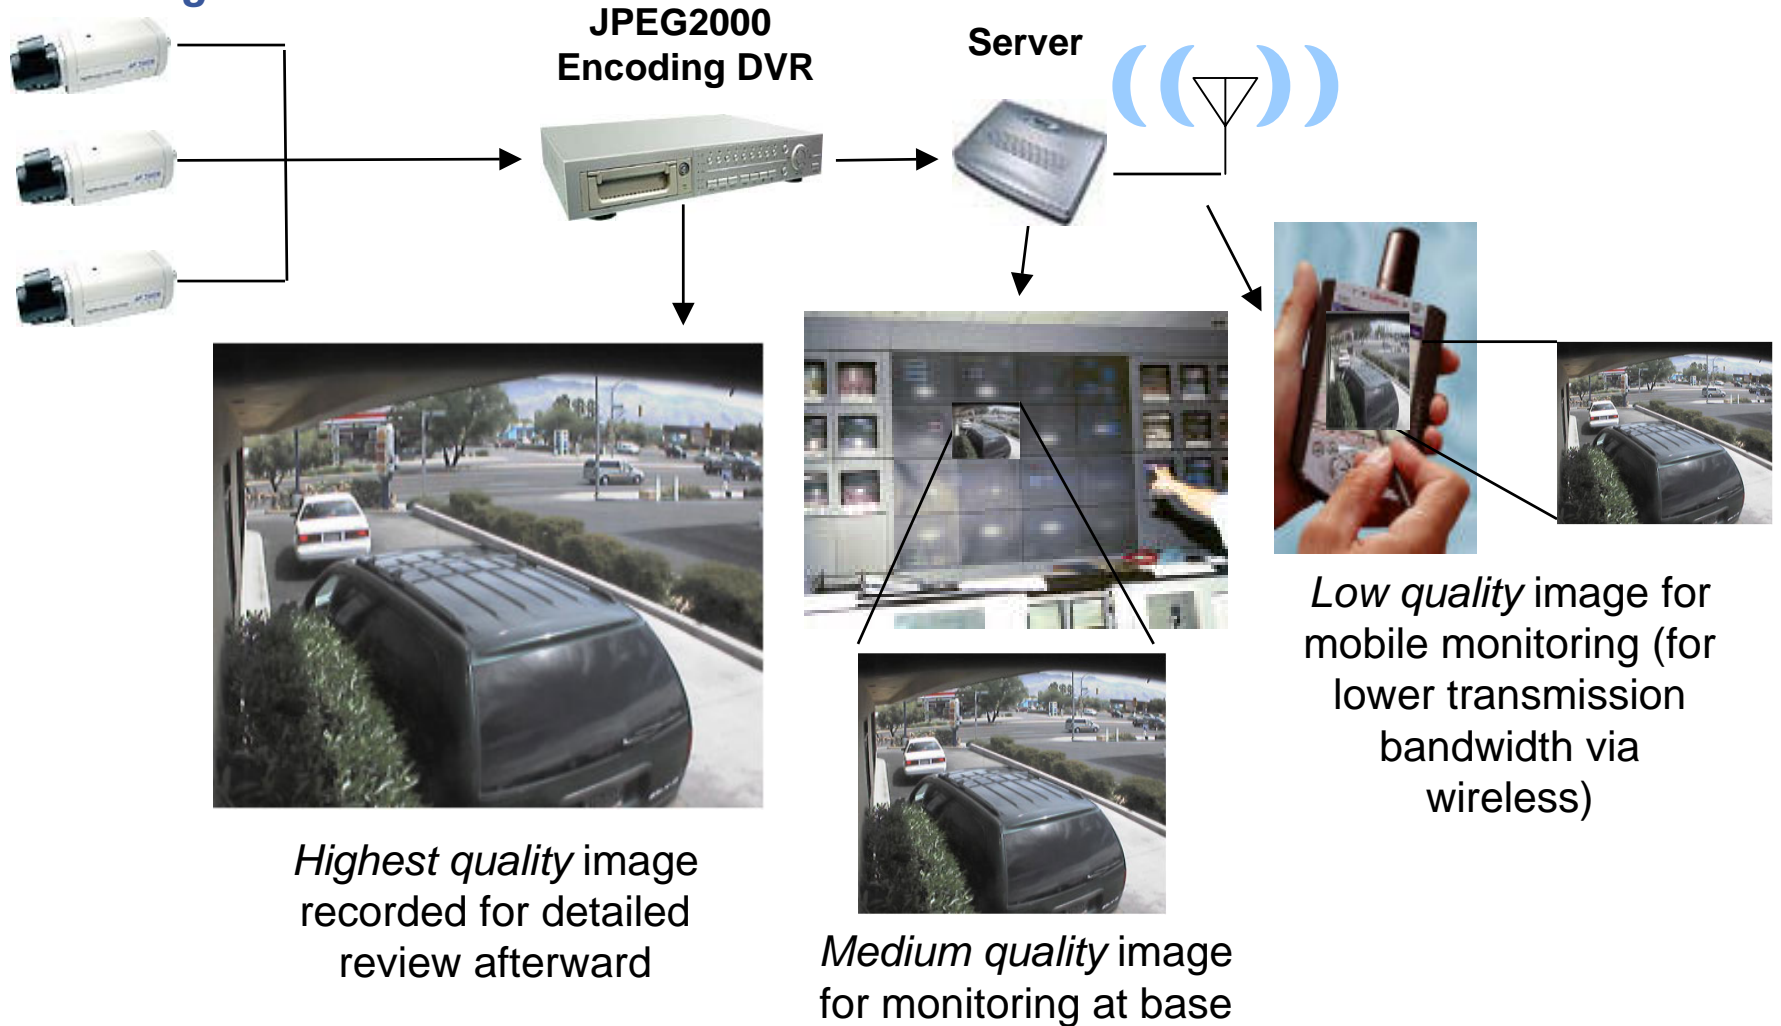 JPEG2000
Encoding DVR
Server
Low quality image for
mobile monitoring (for
lower transmission
bandwidth via
wireless)
Highest quality image
recorded for detailed
review afterward
Medium quality image
for monitoring at base